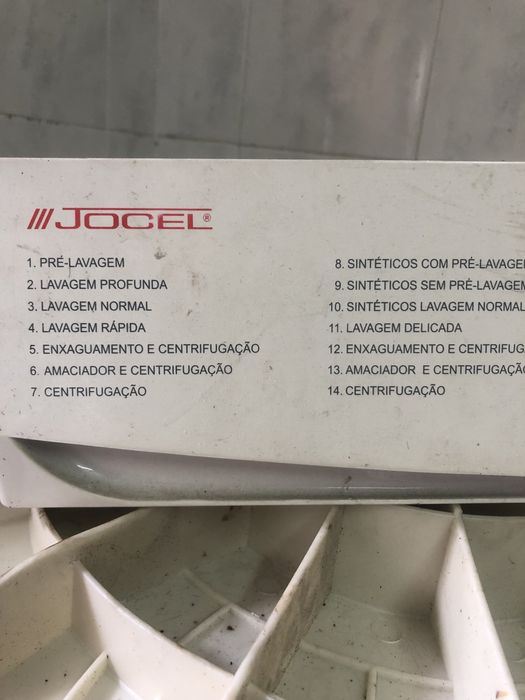 JOCEL®
1. PRÉ-LAVAGEM
2. LAVAGEM PROFUNDA
3. LAVAGEM NORMAL
4. LAVAGEM RÁPIDA
5. ENXAGUAMENTO E CENTRIFUGAÇÃO
6. AMACIADOR E CENTRIFUGAÇÃO
7. CENTRIFUGAÇÃO
8. SINTÉTICOS COM PRÉ-LAVAGE
9. SINTÉTICOS SEM PRÉ-LAVAGEM
10. SINTÉTICOS LAVAGEM NORMAL
11. LAVAGEM DELICADA
12. ENXAGUAMENTO E CENTRIFUG
13. AMACIADOR E CENTRIFUGAÇÃ
14. CENTRIFUGAÇÃO